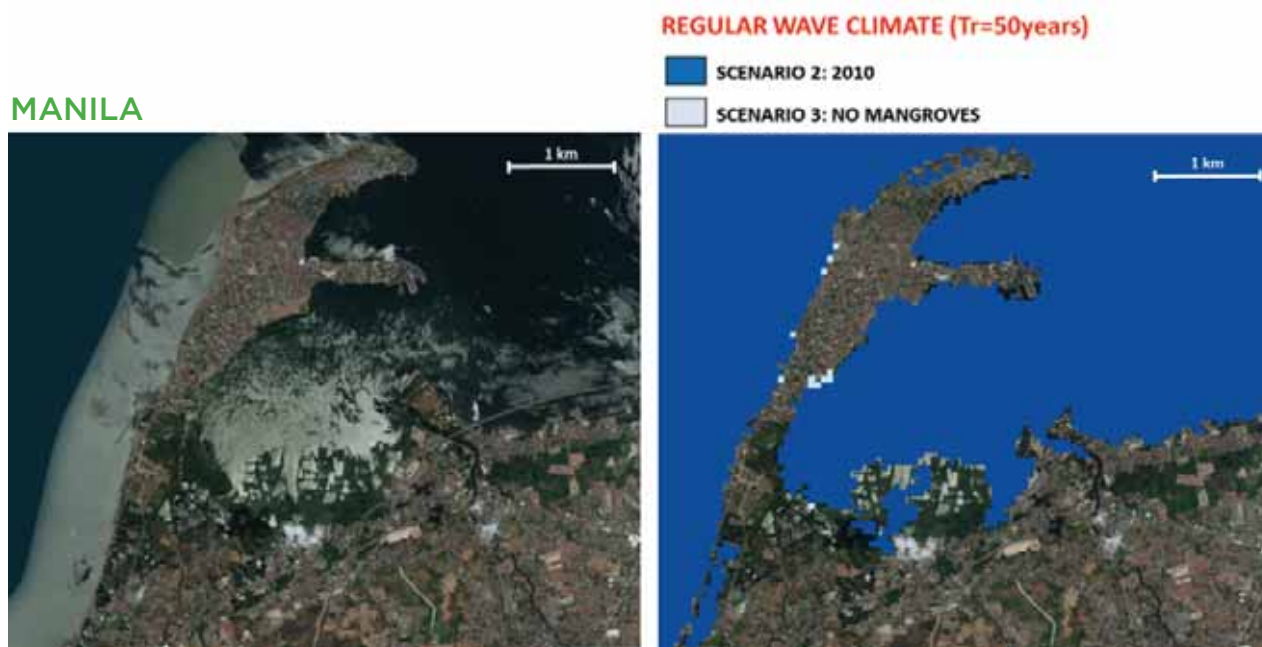 REGULAR WAVE CLIMATE (Tr=50years)
SCENARIO 2: 2010
SCENARIO 3: NO MANGROVES
MANILA
1 km
1 km